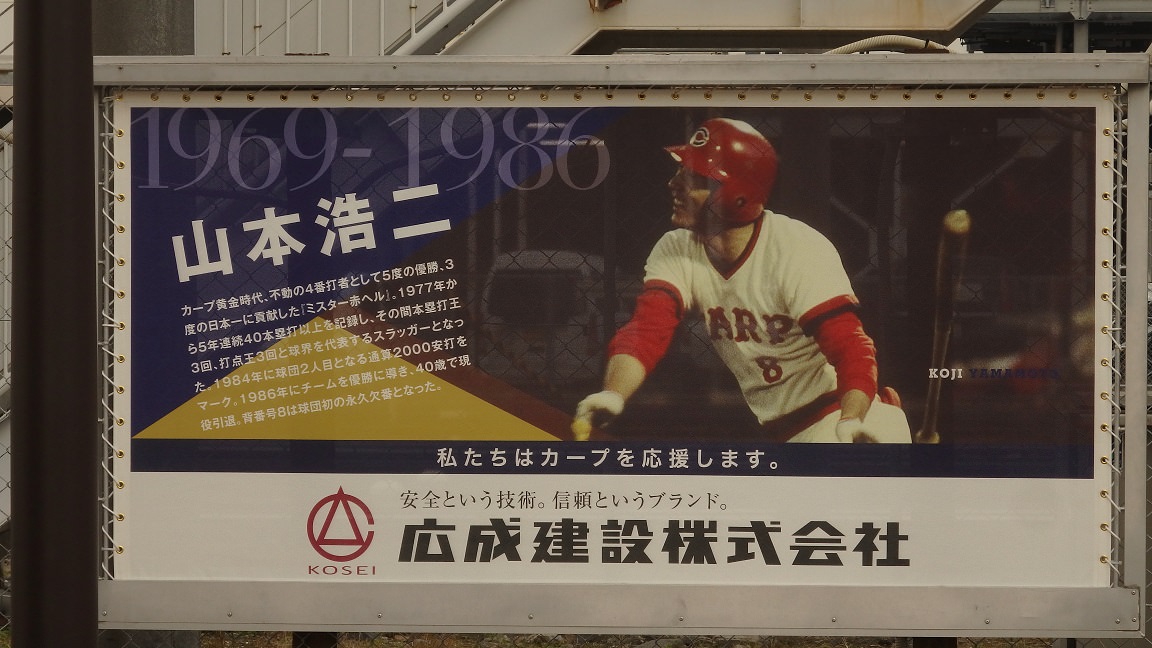 1969-1986
山本浩二
カープ黄金時代、不動の4番打者として5度の優勝、3
度の日本一に貢献した『ミスター赤ヘル』。1977年か
ら5年連続40本塁打以上を記録し、その間本塁打王
3回、打点王3回と球界を代表するスラッガーとなっ
た。1984年に球団2人目となる通算2000安打を
マーク。1986年にチームを優勝に導き、40歳で現
役引退。背番号8は球団初の永久欠番となった。
C
CARP
8
KOJI YAMAMOTO
私たちはカープを応援します。
安全という技術。信頼というブランド。
KOSEI
広成建設株式会社